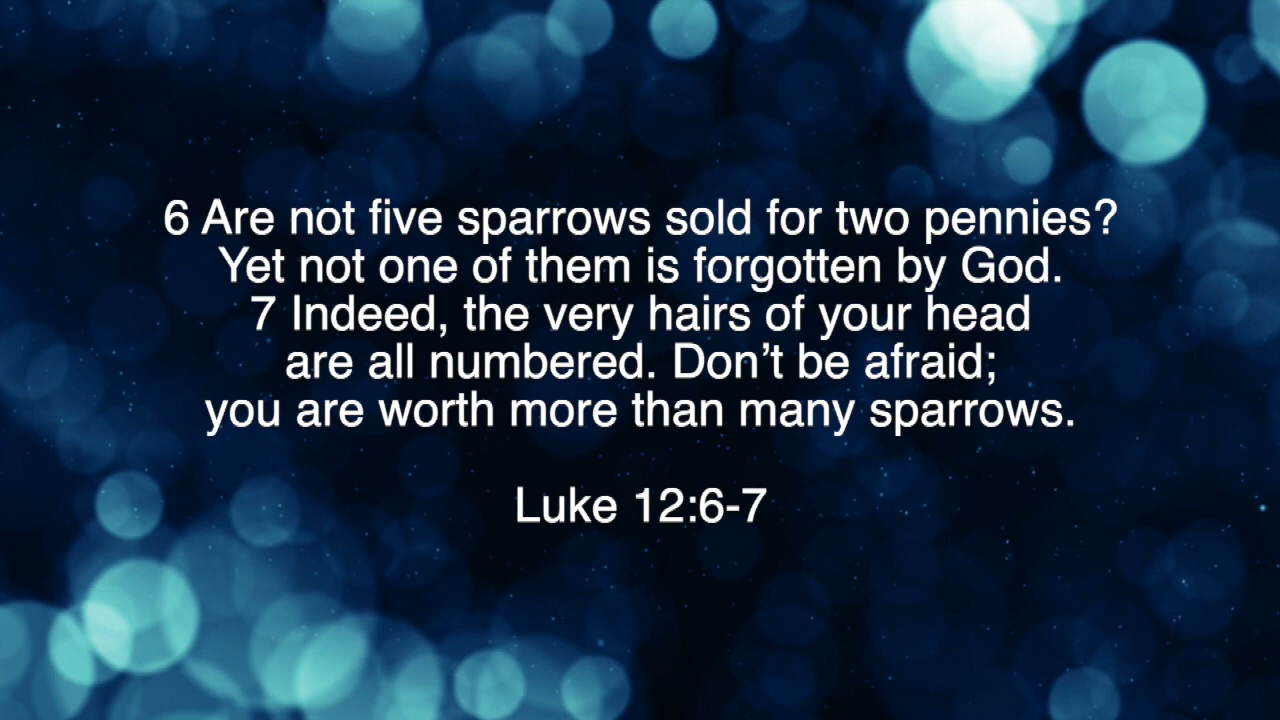 6 Are not five sparrows sold for two pennies?
Yet not one of them is forgotten by God.
7 Indeed, the very hairs of your head
are all numbered. Don’t be afraid;
you are worth more than many sparrows.
Luke 12:6-7